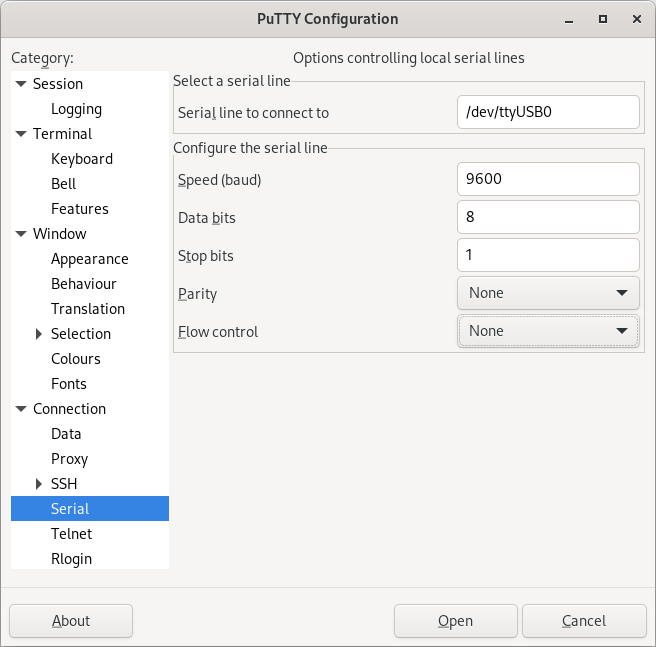 PuTTY Configuration
Category:
Session
Logging
Terminal
Keyboard
Bell
Features
Window
Appearance
Behaviour
Translation
Selection
Colours
Fonts
Connection
Data
Proxy
SSH
Serial
Telnet
Rlogin
Options controlling local serial lines
Select a serial line
Serial line to connect to /dev/ttyUSB0
Configure the serial line
Speed (baud) 9600
Data bits 8
Stop bits 1
Parity None
Flow control None
About Open Cancel